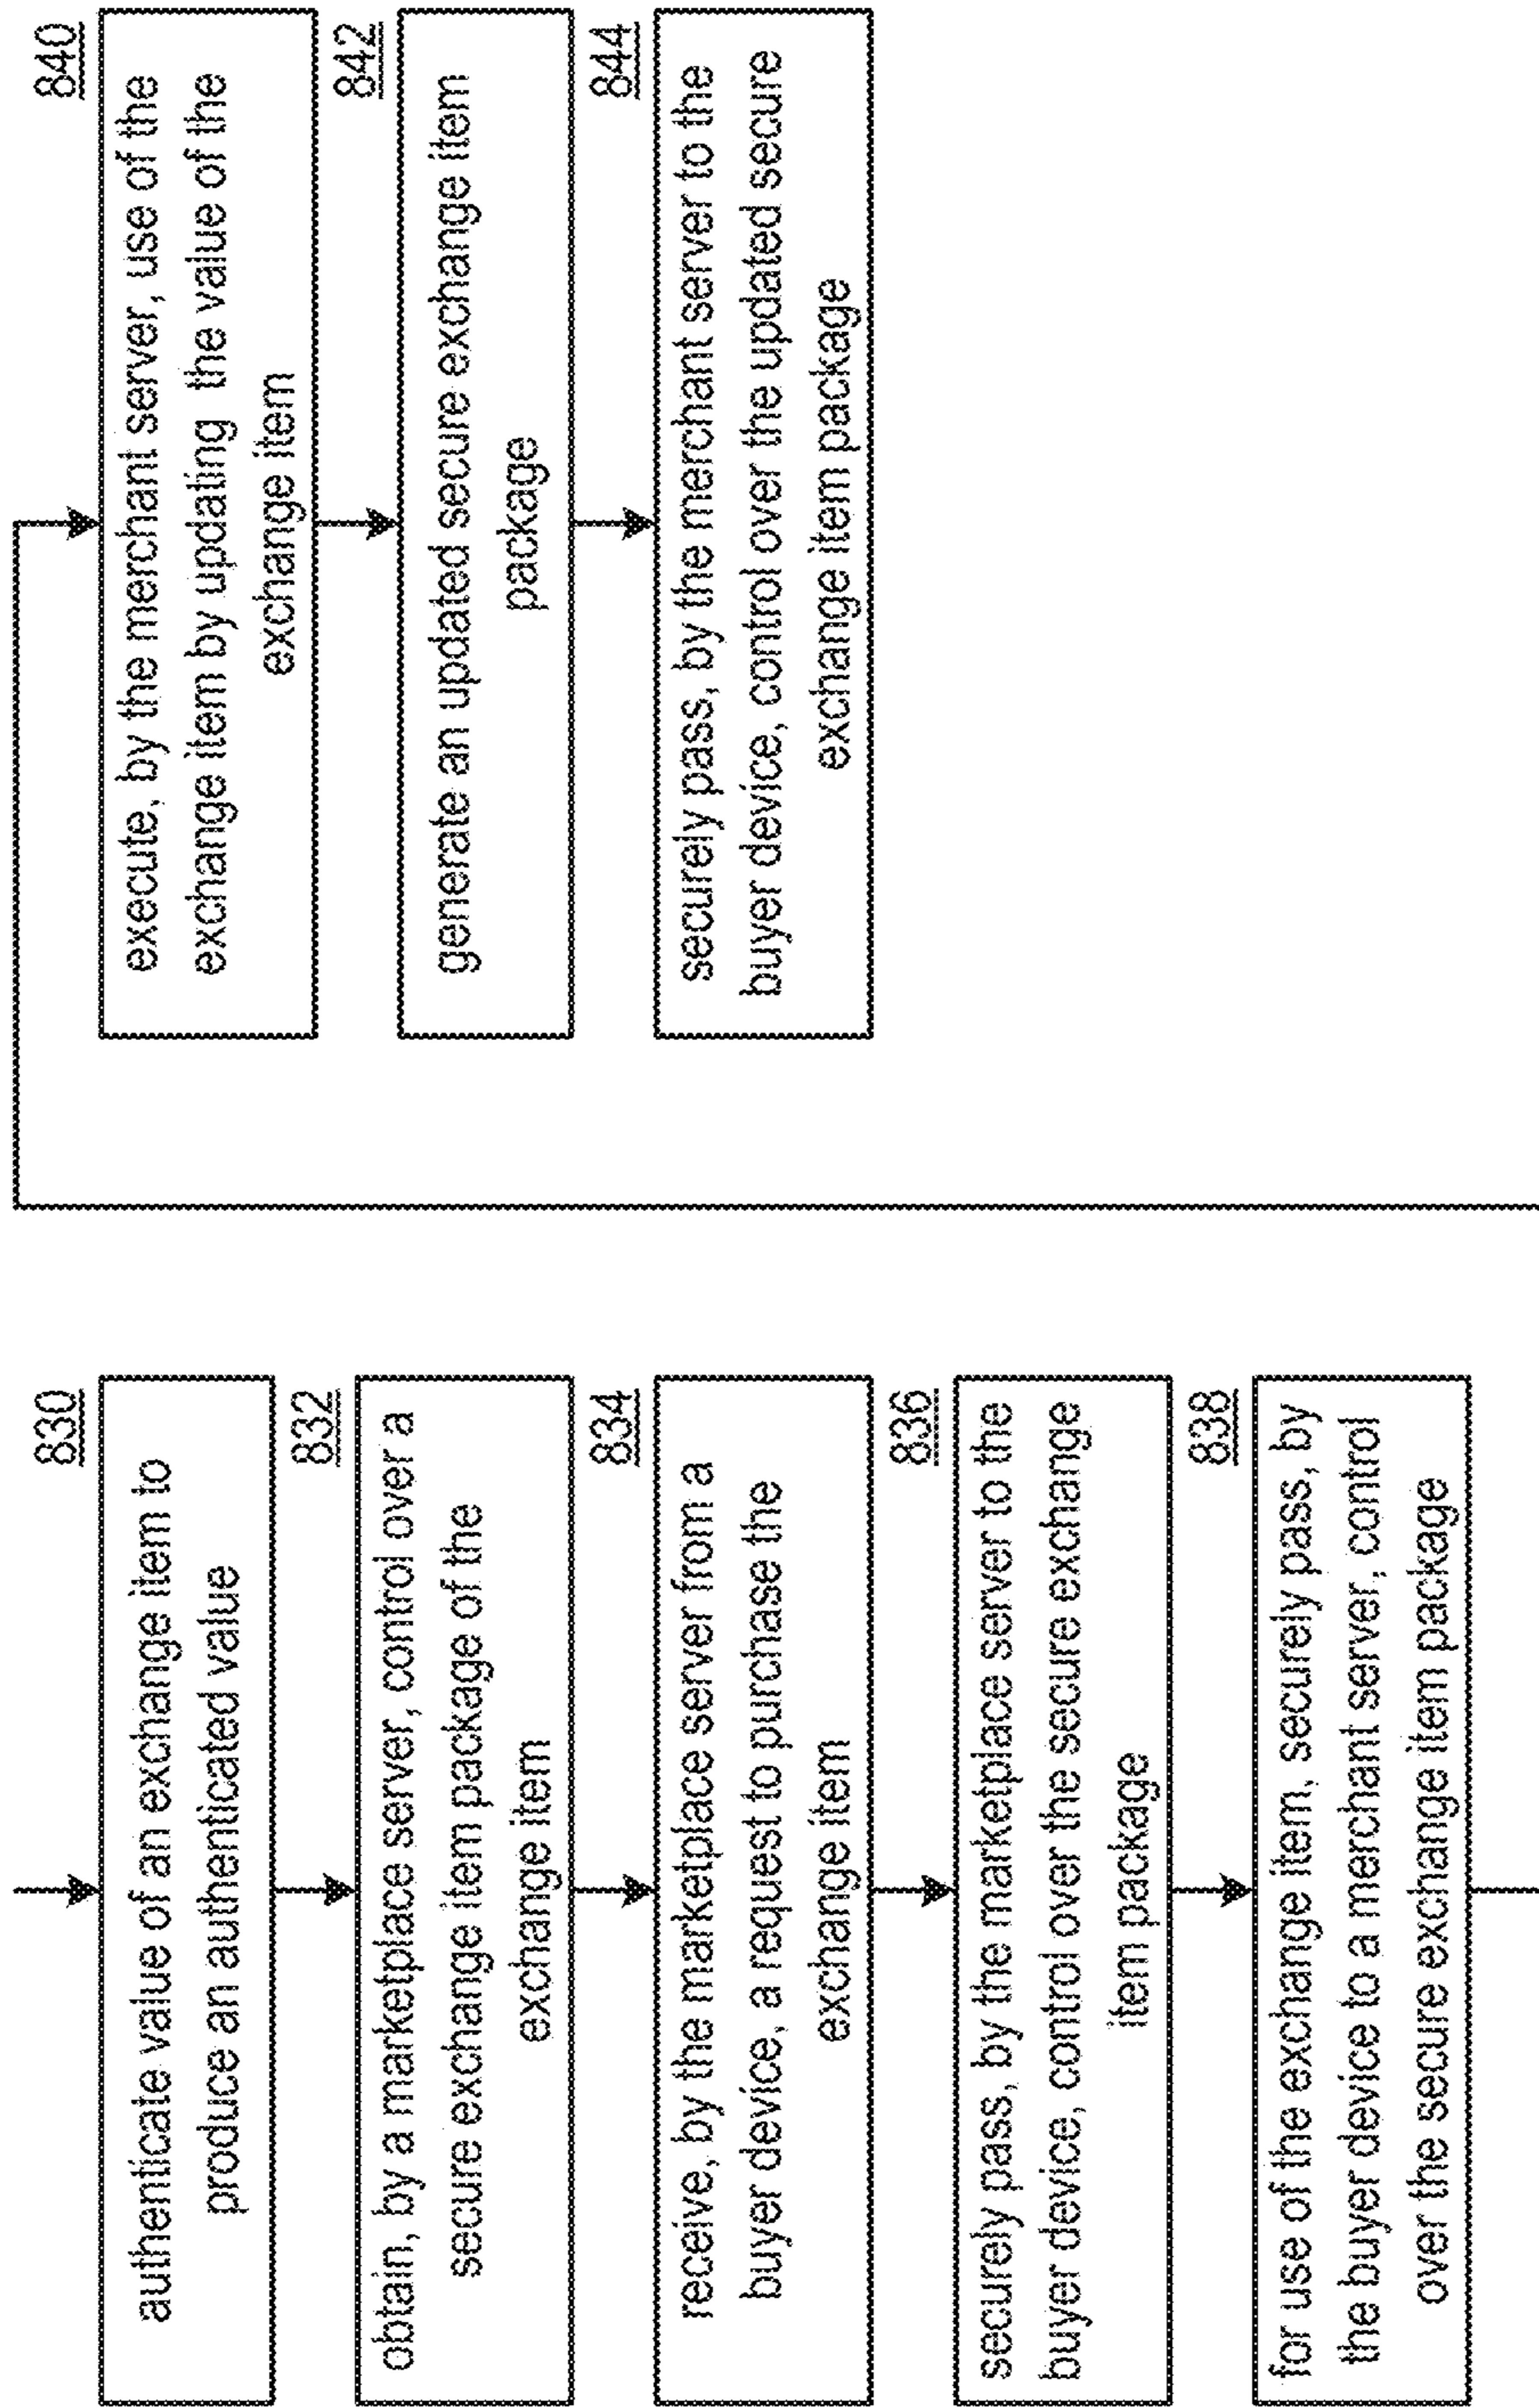 830
authenticate value of an exchange item to
produce an authenticated value
832
obtain, by a marketplace server, control over a
secure exchange item package of the
exchange item
834
receive, by the marketplace server from a
buyer device, a request to purchase the
exchange item
836
securely pass, by the marketplace server to the
buyer device, control over the secure exchange
item package
838
for use of the exchange item, securely pass, by
the buyer device to a merchant server, control
over the secure exchange item package
840
execute, by the merchant server, use of the
exchange item by updating the value of the
exchange item
842
generate an updated secure exchange item
package
844
securely pass, by the merchant server to the
buyer device, control over the updated secure
exchange item package